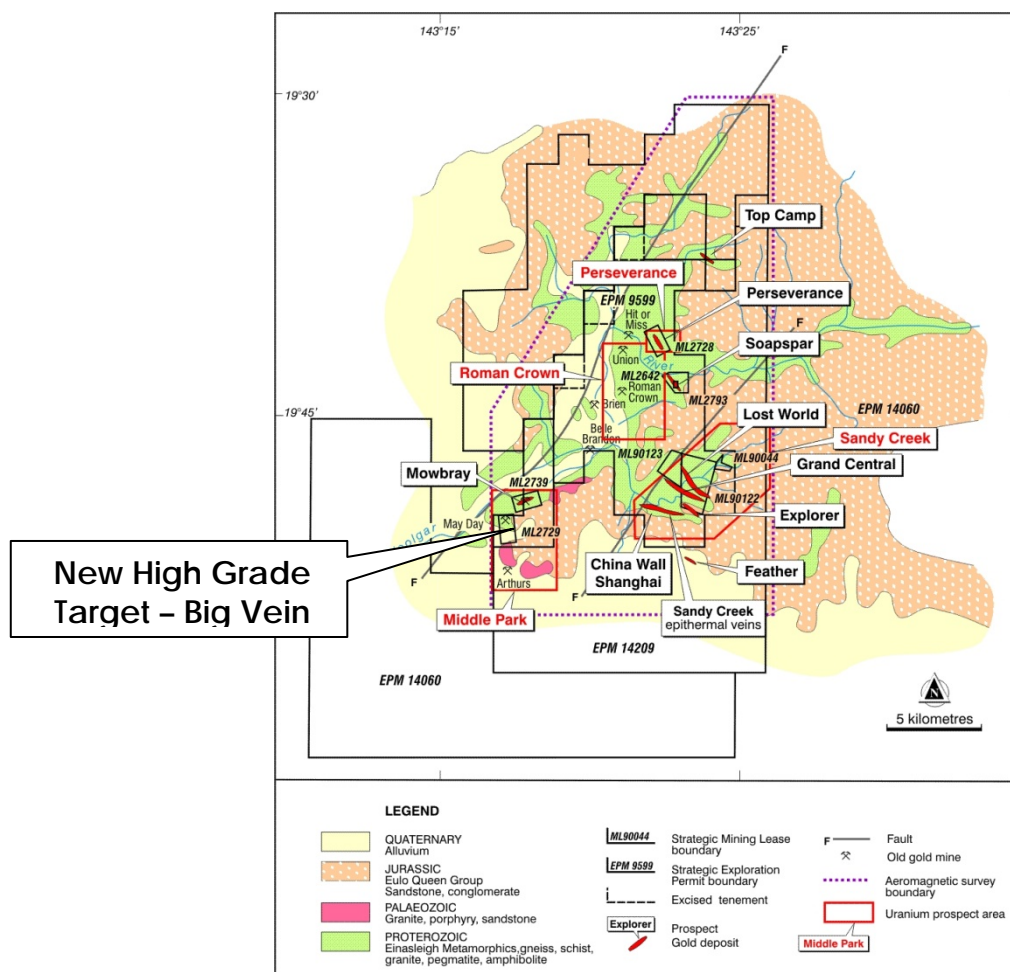 143°15'
143°25'
F
19°30'
Top Camp
Perseverance
EPM 9599
Perseverance
Hit or
Miss
ML2728
Soapspar
Union
River
Roman Crown
ML2642
Roman
Crown
ML2793
Brien
Lost World
EPM 14060
19°45'
F
Belle
Brandon
Sandy Creek
ML90123
ML90044
Mowbray
Grand Central
ML2739
ML90122
May Day
ML2729
Explorer
New High Grade
Target – Big Vein
China Wall
Shanghai
Feather
F
Arthurs
F
Middle Park
Sandy Creek
epithermal veins
EPM 14209
EPM 14060
N
5 kilometres
LEGEND
QUATERNARY
Alluvium
JURASSIC
Eulo Queen Group
Sandstone, conglomerate
PALAEOZOIC
Granite, porphyry, sandstone
PROTEROZOIC
Einasleigh Metamorphics,gneiss, schist,
granite, pegmatite, amphibolite
ML90044
Strategic Mining Lease
boundary
EPM 9599
Strategic Exploration
Permit boundary
Excised tenement
Explorer
Prospect
Gold deposit
F
Fault
Old gold mine
Aeromagnetic survey
boundary
Uranium prospect area
Middle Park